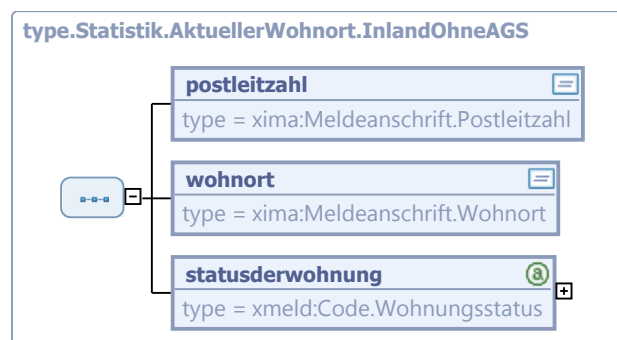 type.Statistik.AktuellerWohnort.InlandOhneAGS
postleitzahl
type = xima:Meldeanschrift.Postleitzahl
wohnort
type = xima:Meldeanschrift.Wohnort
statusderwohnung
a
type = xmeld:Code.Wohnungsstatus